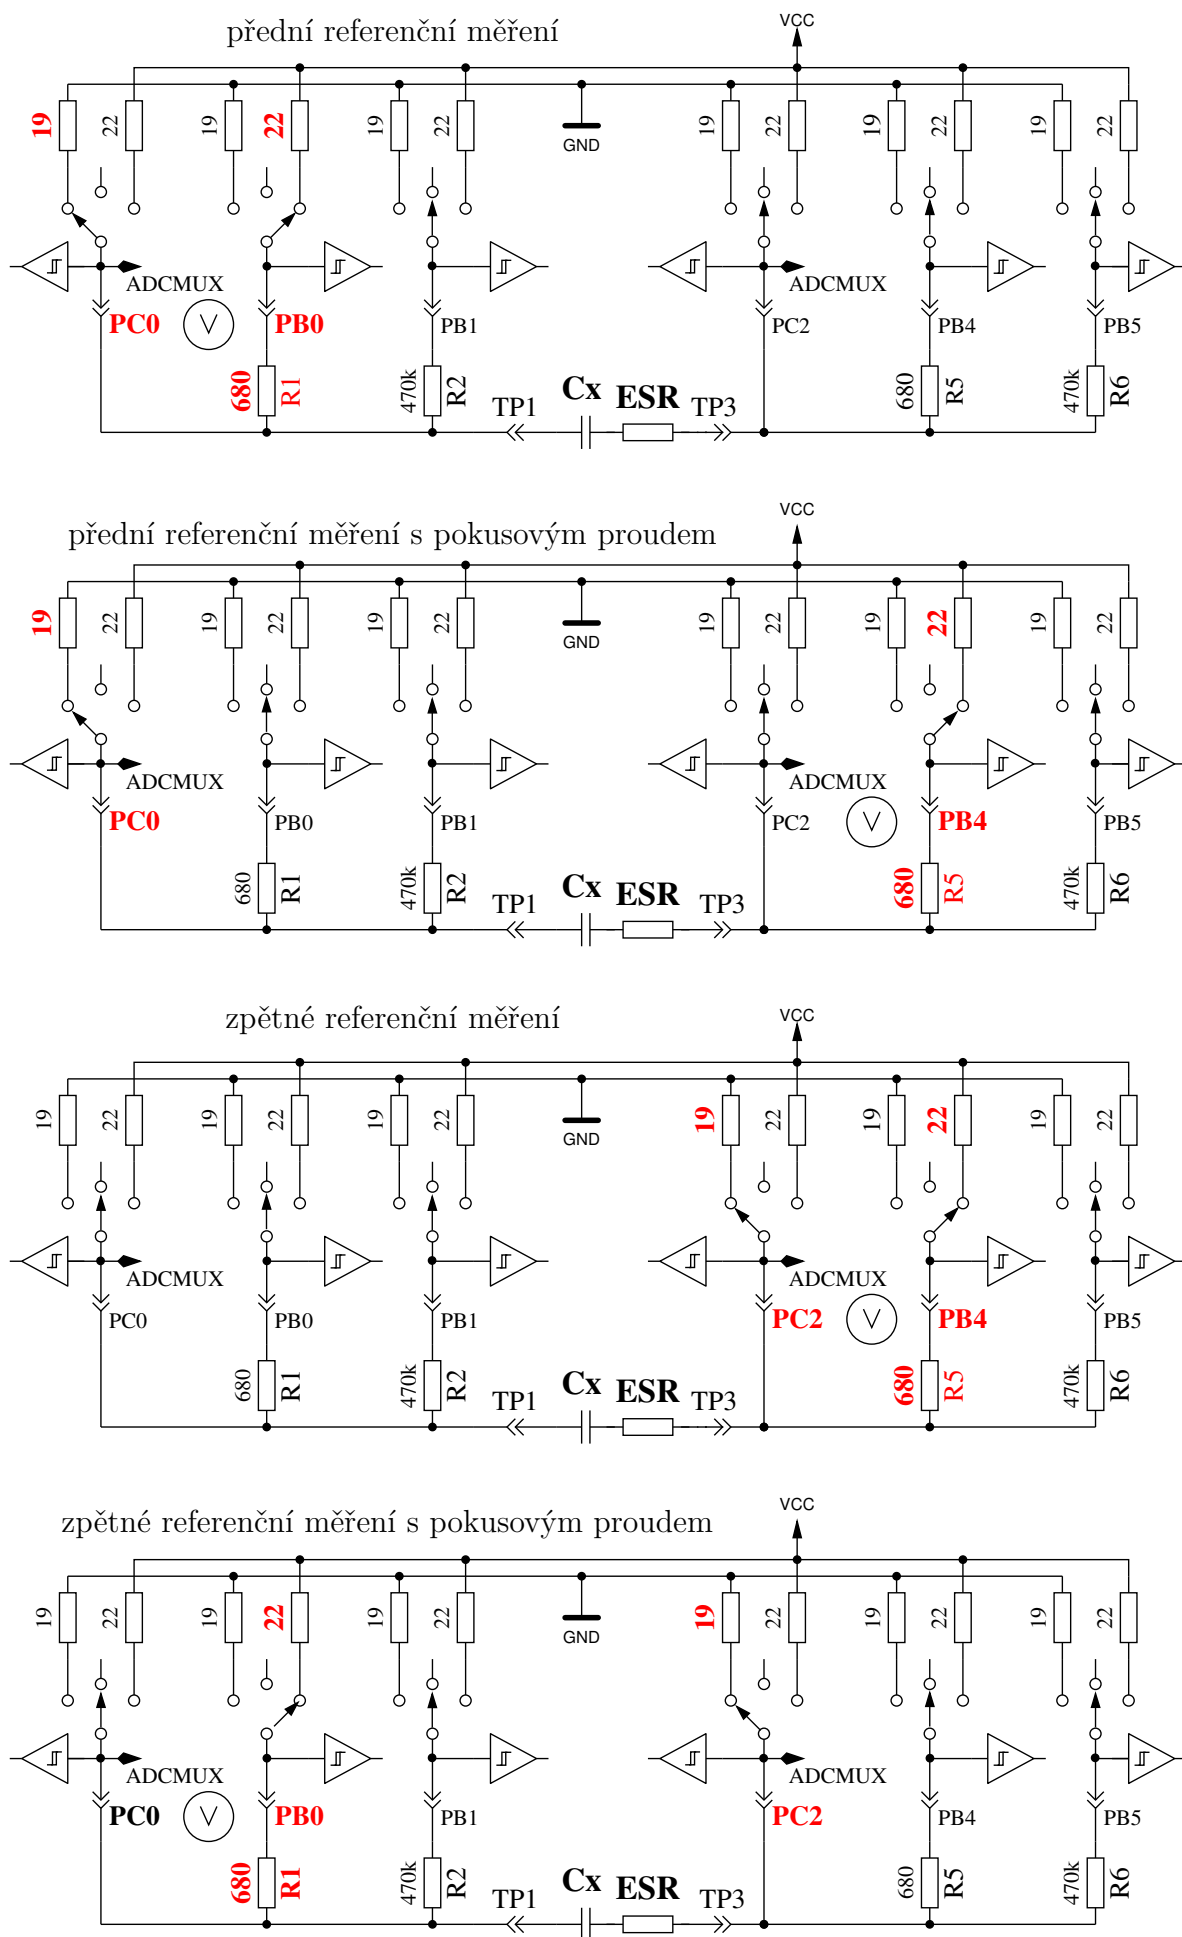 přední referenční měření
VCC
19 22 19 22 19 22 GND 19 22 19 22 19 22
ADCMUX ADCMUX
PC0 V PB0 PB1 PC2 PB4 PB5
680 R1 470k R2 TP1 Cx ESR TP3 680 R5 470k R6
přední referenční měření s pokusovým proudem
VCC
19 22 19 22 19 22 GND 19 22 19 22 19 22
ADCMUX ADCMUX
PC0 PB0 PB1 PC2 V PB4 PB5
680 R1 470k R2 TP1 Cx ESR TP3 680 R5 470k R6
zpětné referenční měření
VCC
19 22 19 22 19 22 GND 19 22 19 22 19 22
ADCMUX ADCMUX
PC0 PB0 PB1 PC2 V PB4 PB5
680 R1 470k R2 TP1 Cx ESR TP3 680 R5 470k R6
zpětné referenční měření s pokusovým proudem
VCC
19 22 19 22 19 22 GND 19 22 19 22 19 22
ADCMUX ADCMUX
PC0 V PB0 PB1 PC2 PB4 PB5
680 R1 470k R2 TP1 Cx ESR TP3 680 R5 470k R6